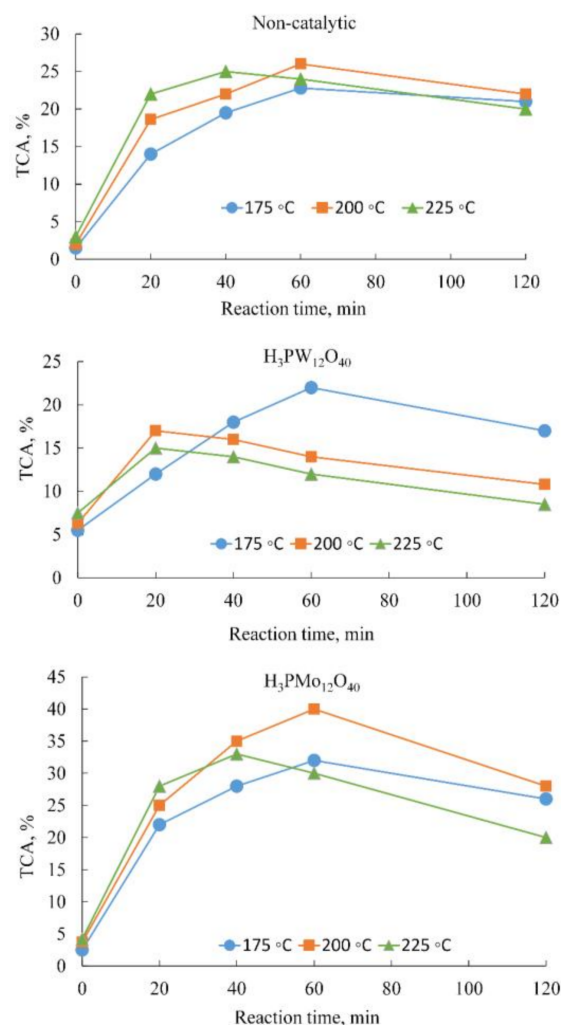 Non-catalytic
30
25
20
15
10
5
0
TCA, %
175 °C 200 °C 225 °C
0 20 40 60 80 100 120
Reaction time, min
H₃PW₁₂O₄₀
25
20
15
10
5
0
TCA, %
175 °C 200 °C 225 °C
0 20 40 60 80 100 120
Reaction time, min
H₃PMo₁₂O₄₀
45
40
35
30
25
20
15
10
5
0
TCA, %
175 °C 200 °C 225 °C
0 20 40 60 80 100 120
Reaction time, min